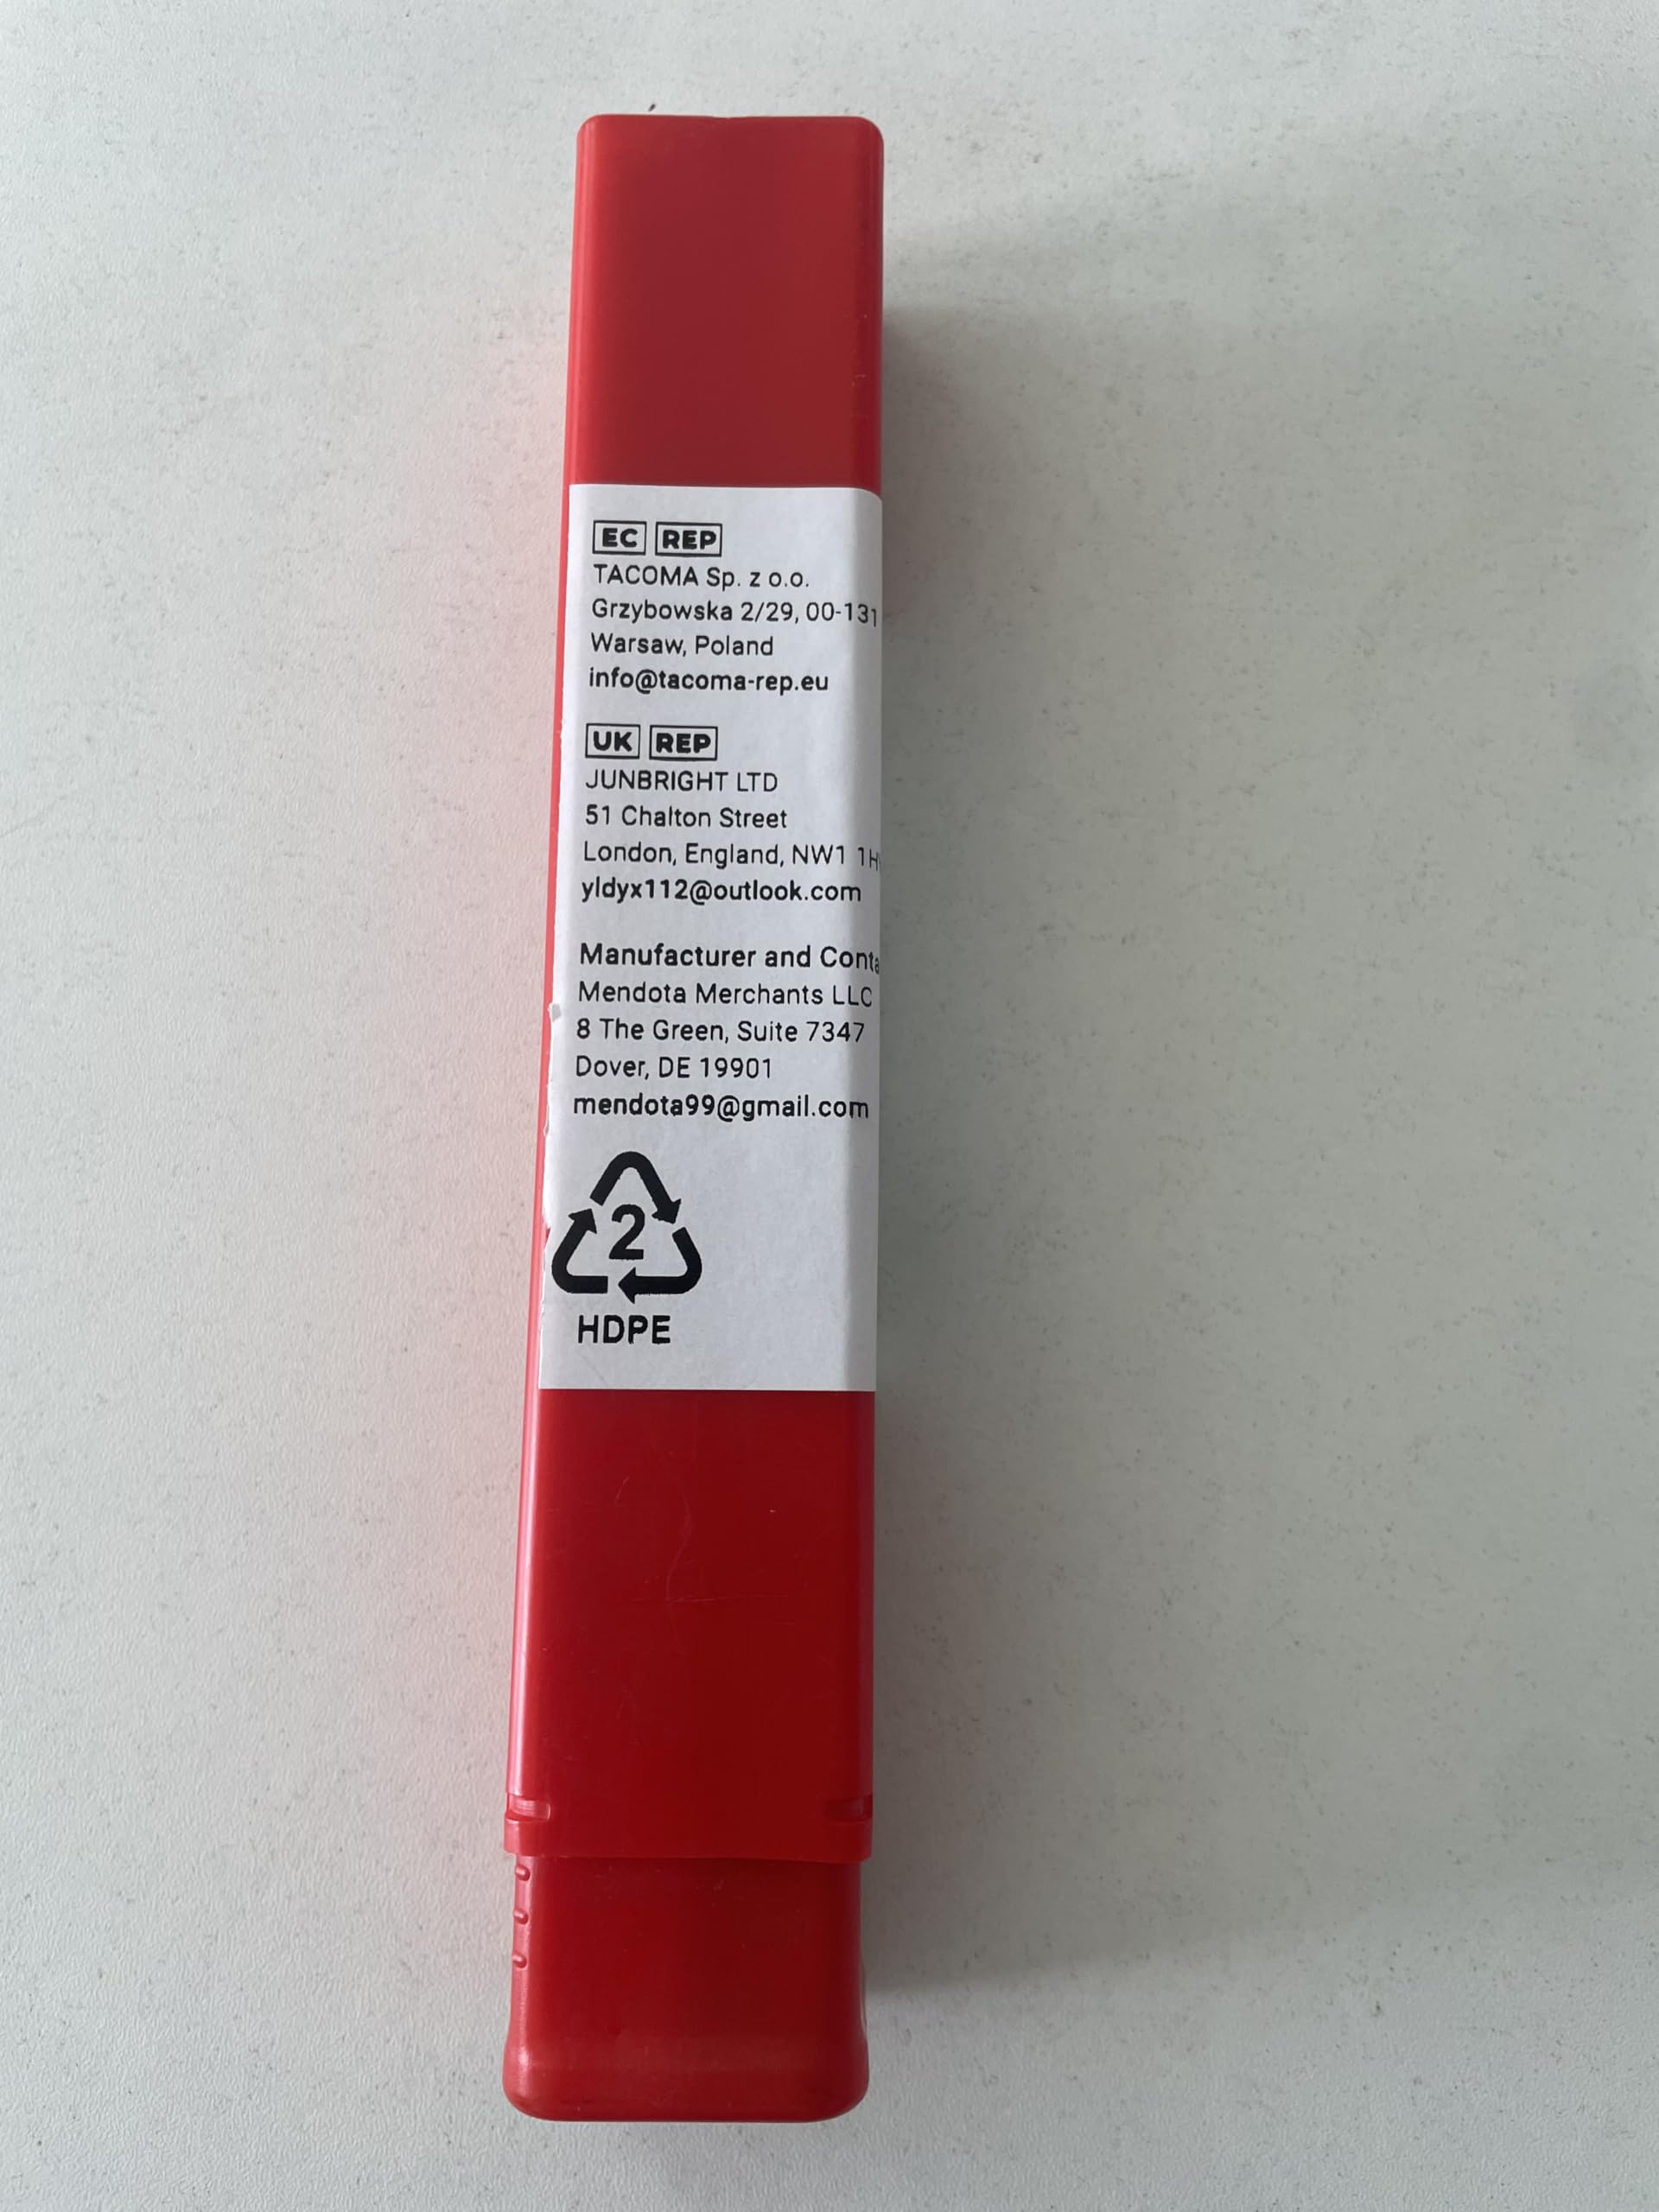 EC REP
TACOMA Sp. z o.o.
Grzybowska 2/29, 00-131
Warsaw, Poland
info@tacoma-rep.eu
UK REP
JUNBRIGHT LTD
51 Chalton Street
London, England, NW1
yldyx112@outlook.com
Manufacturer and
Mendota Merchants LLC
8 The Green, Suite 7347
Dover, DE 19901
mendota99@gmail.com
2
HDPE